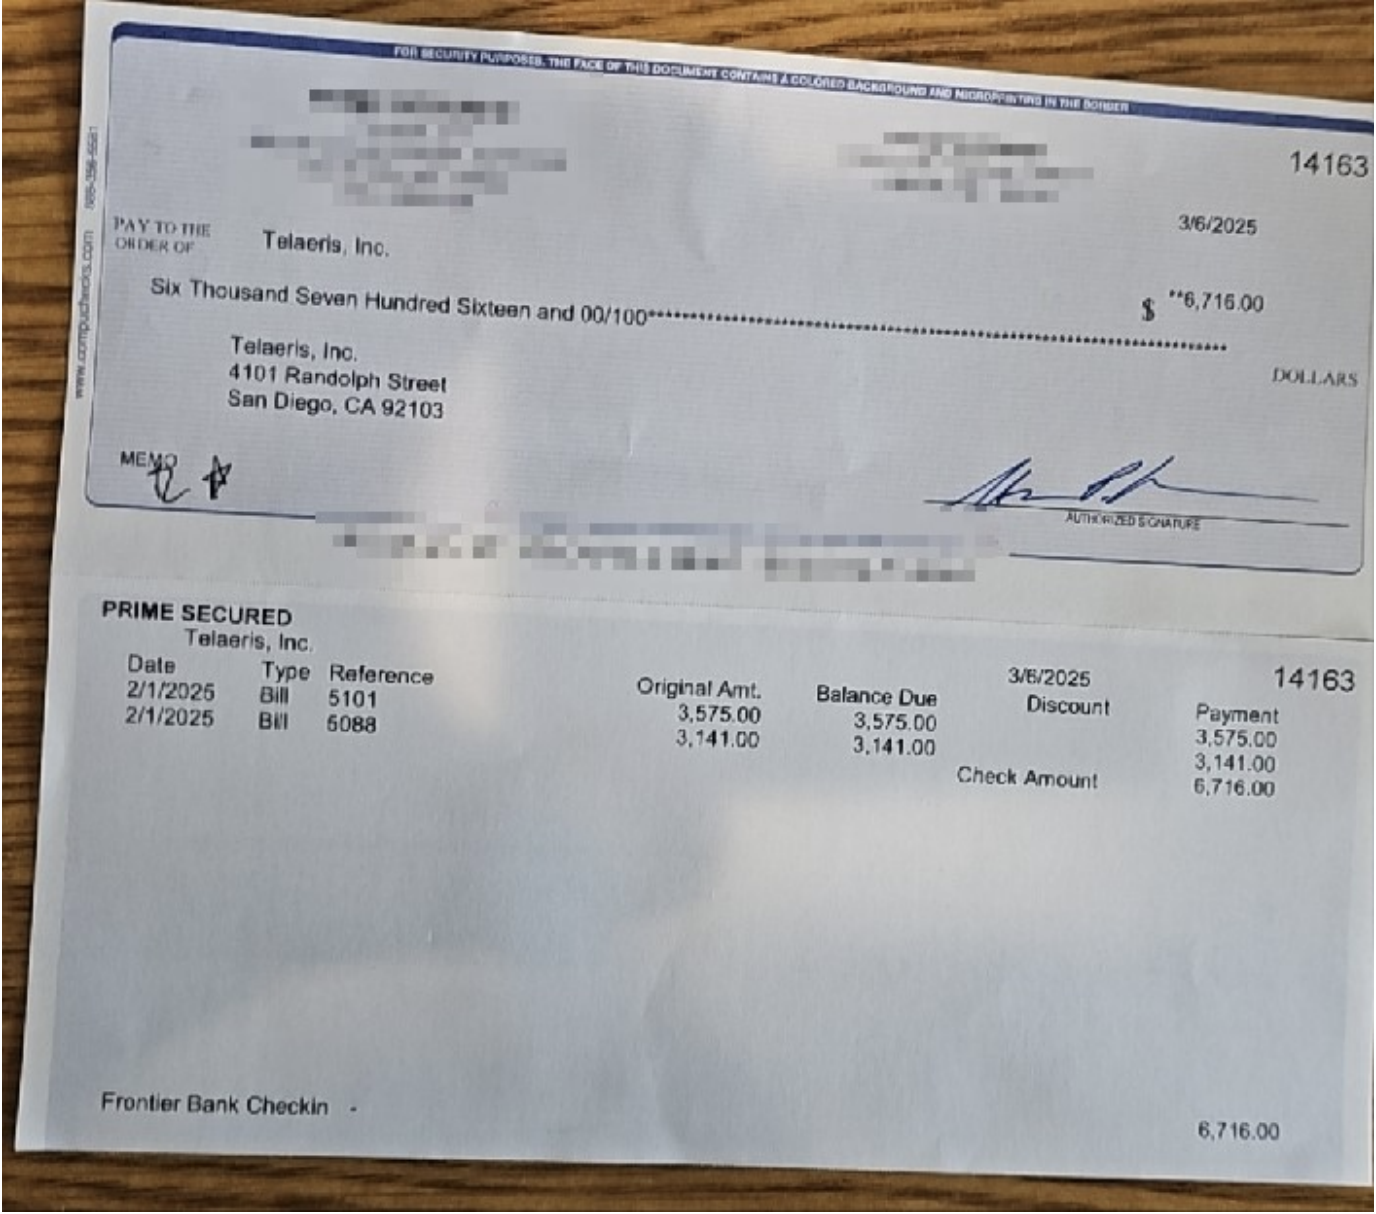 FOR SECURITY PURPOSES, THE FACE OF THIS DOCUMENT CONTAINS A COLORED BACKGROUND AND MICROPRINTING IN THE BORDER
14163
www.compuchecks.com
3/6/2025
PAY TO THE
ORDER OF
Telaeris, Inc.
$ **6,716.00
Six Thousand Seven Hundred Sixteen and 00/100
DOLLARS
Telaeris, Inc.
4101 Randolph Street
San Diego, CA 92103
MEMO
AUTHORIZED SIGNATURE
PRIME SECURED
Telaeris, Inc. 3/6/2025 14163
Date Type Reference Original Amt. Balance Due Discount Payment
2/1/2025 Bill 5101 3,575.00 3,575.00 3,575.00
2/1/2025 Bill 5088 3,141.00 3,141.00 3,141.00
Check Amount 6,716.00
Frontier Bank Checkin - 6,716.00